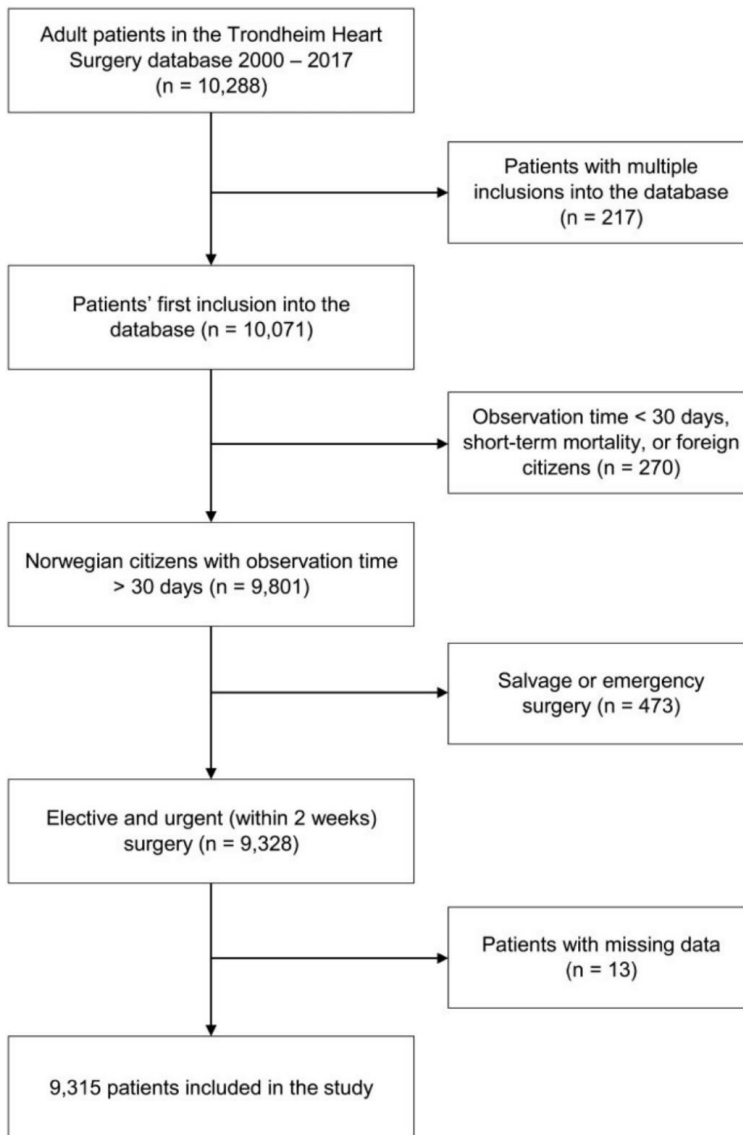 Adult patients in the Trondheim Heart
Surgery database 2000 – 2017
(n = 10,288)
Patients with multiple
inclusions into the database
(n = 217)
Patients’ first inclusion into the
database (n = 10,071)
Observation time < 30 days,
short-term mortality, or foreign
citizens (n = 270)
Norwegian citizens with observation time
> 30 days (n = 9,801)
Salvage or emergency
surgery (n = 473)
Elective and urgent (within 2 weeks)
surgery (n = 9,328)
Patients with missing data
(n = 13)
9,315 patients included in the study